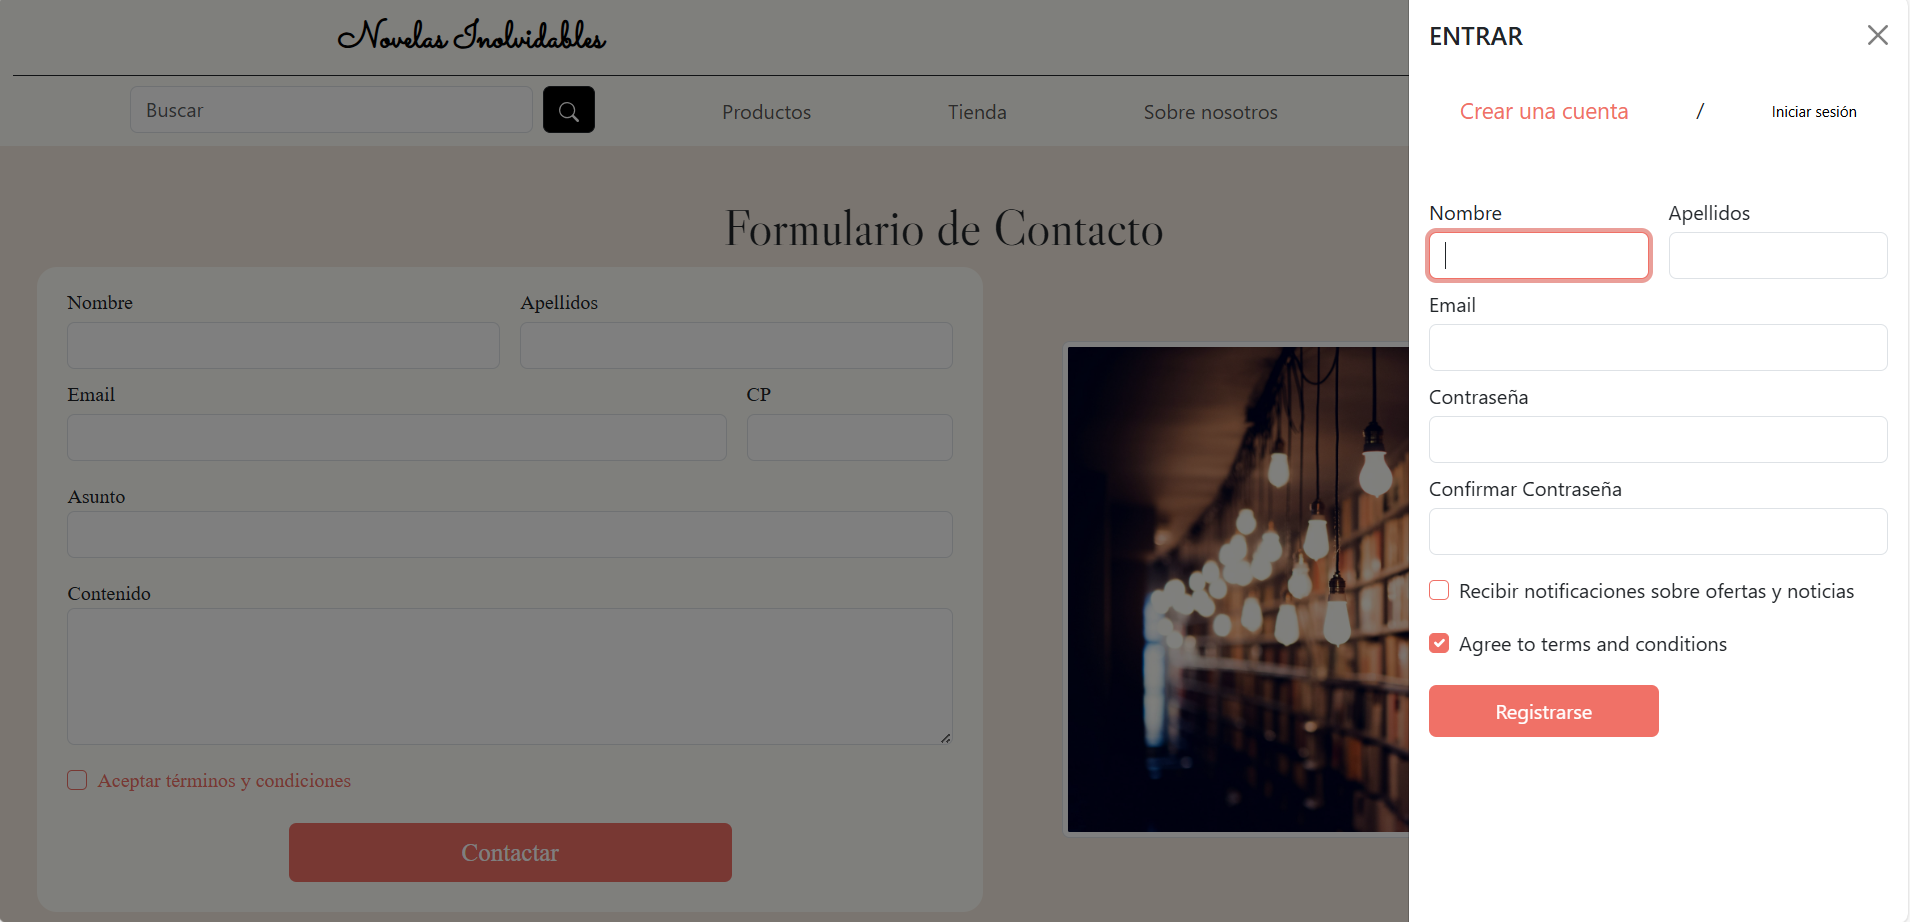 Novelas Inolvidables
Buscar
Productos
Tienda
Sobre nosotros
Formulario de Contacto
Nombre
Apellidos
Email
CP
Asunto
Contenido
Aceptar términos y condiciones
Contactar
ENTRAR
Crear una cuenta / Iniciar sesión
Nombre
Apellidos
Email
Contraseña
Confirmar Contraseña
Recibir notificaciones sobre ofertas y noticias
Agree to terms and conditions
Registrarse